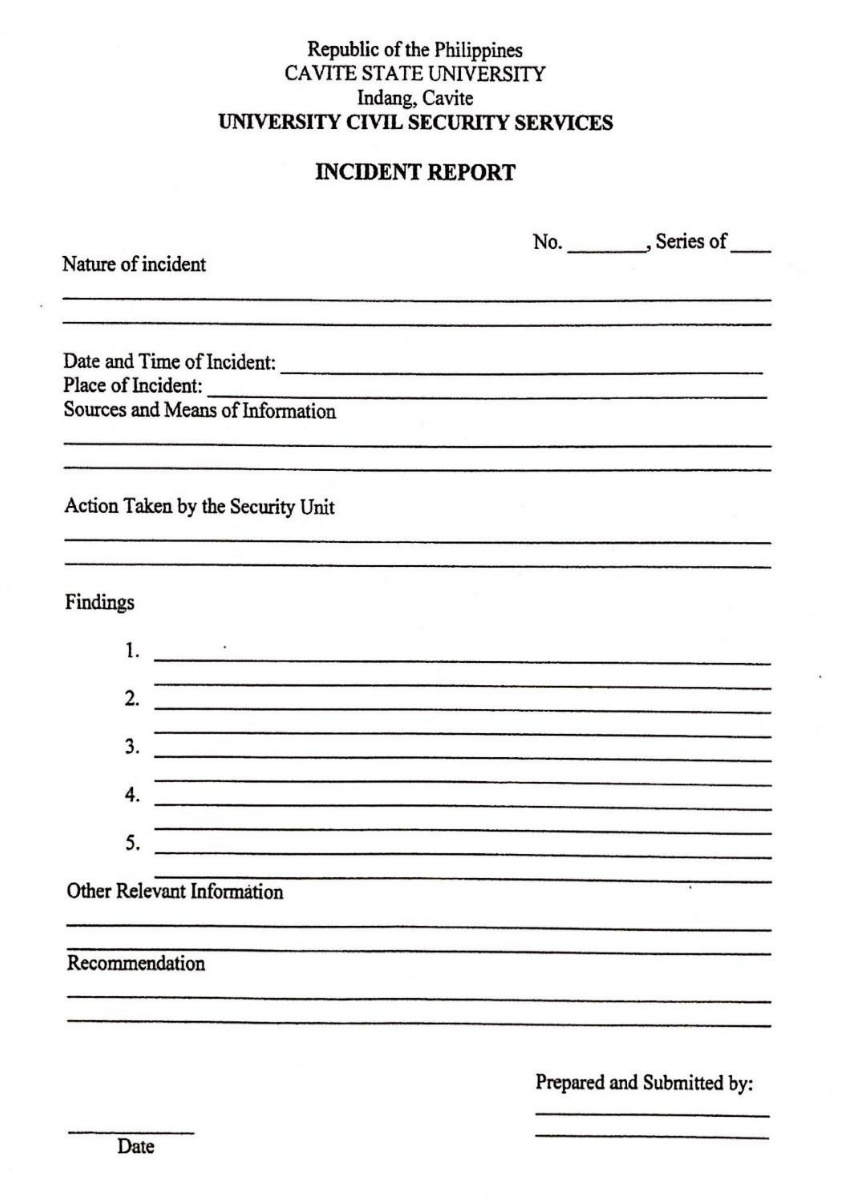 Republic of the Philippines
CAVITE STATE UNIVERSITY
Indang, Cavite
UNIVERSITY CIVIL SECURITY SERVICES
INCIDENT REPORT
No. ________, Series of ____
Nature of incident
Date and Time of Incident:
Place of Incident:
Sources and Means of Information
Action Taken by the Security Unit
Findings
1.
2.
3.
4.
5.
Other Relevant Information
Recommendation
Prepared and Submitted by:
Date